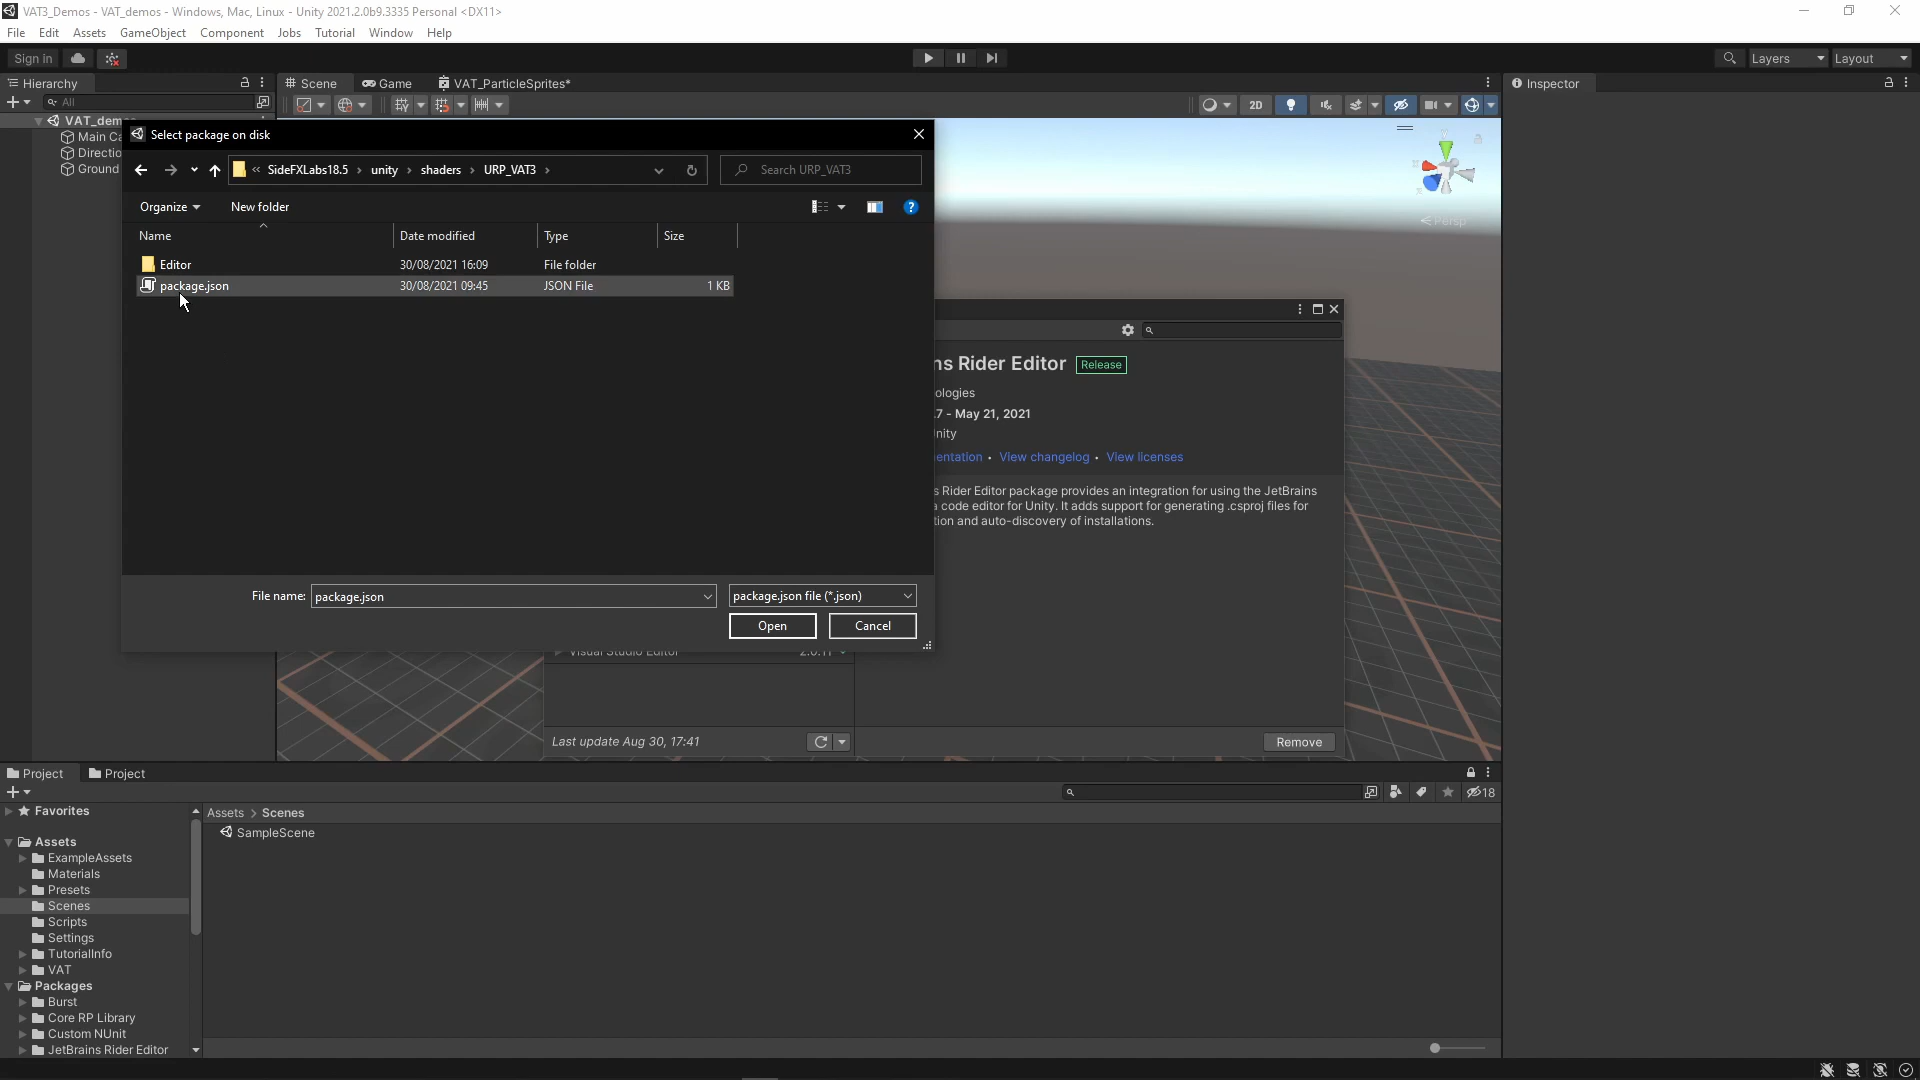 VAT3_Demos - VAT_demos - Windows, Mac, Linux - Unity 2021.2.0b9.3335 Personal <DX11>
File Edit Assets GameObject Component Jobs Tutorial Window Help
Sign in
Layers
Layout
Hierarchy
Scene
Game
VAT_ParticleSprites*
Inspector
All
2D
VAT_dem
Main Ca
Directio
Ground
Persp
Select package on disk
« SideFXLabs18.5 > unity > shaders > URP_VAT3 >
Search URP_VAT3
Organize
New folder
Name Date modified Type Size
Editor 30/08/2021 16:09 File folder
package.json 30/08/2021 09:45 JSON File 1 KB
File name: package.json
package.json file (*.json)
Open
Cancel
ns Rider Editor Release
ologies
.7 - May 21, 2021
nity
entation • View changelog • View licenses
s Rider Editor package provides an integration for using the JetBrains
a code editor for Unity. It adds support for generating .csproj files for
tion and auto-discovery of installations.
Visual Studio Editor 2.0.11
Last update Aug 30, 17:41
Remove
Project
Project
18
Favorites
Assets
ExampleAssets
Materials
Presets
Scenes
Scripts
Settings
TutorialInfo
VAT
Packages
Burst
Core RP Library
Custom NUnit
JetBrains Rider Editor
Assets > Scenes
SampleScene